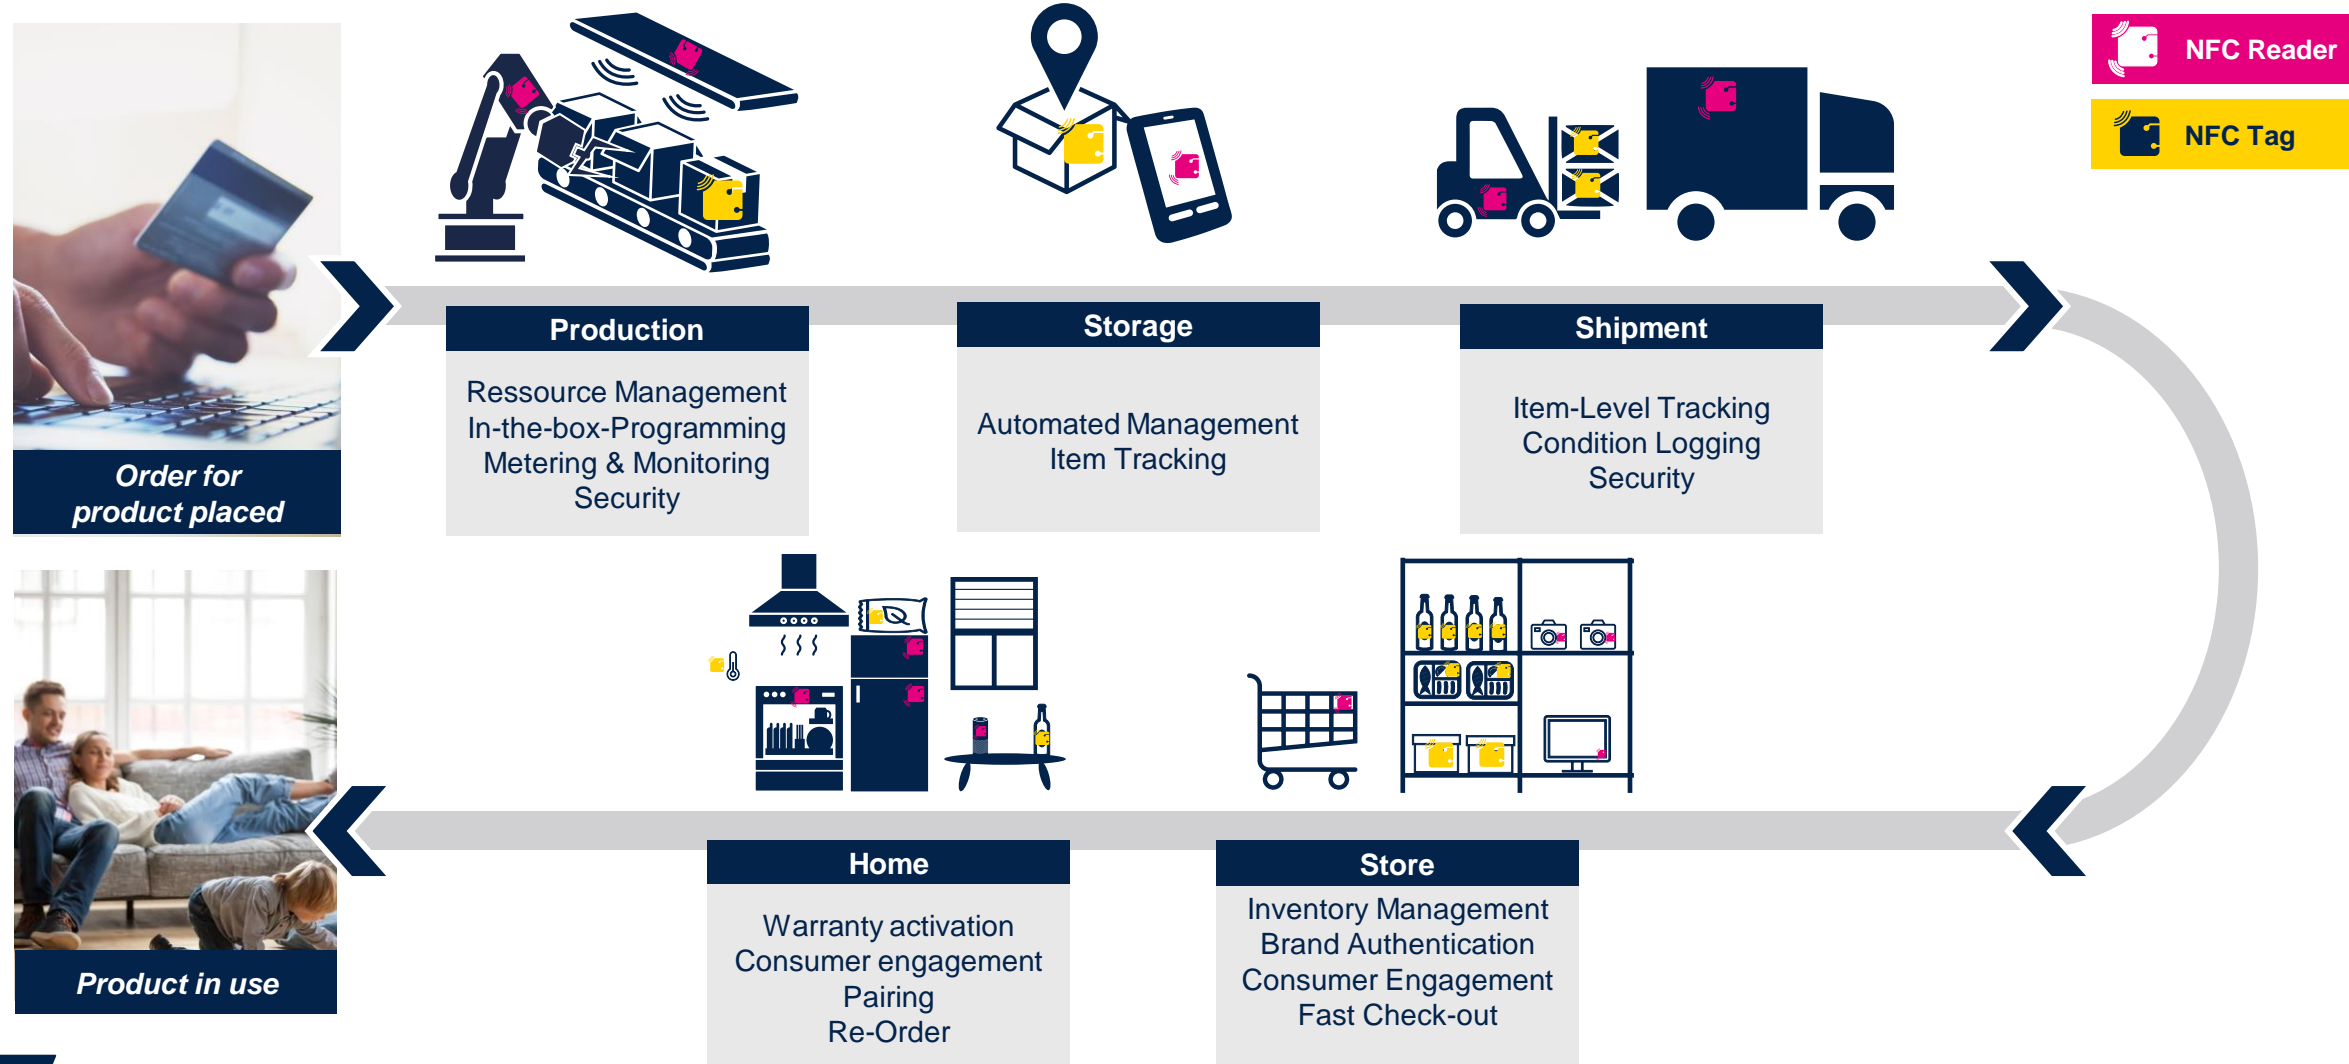 NFC Reader
NFC Tag
Order for
product placed
Production
Ressource Management
In-the-box-Programming
Metering & Monitoring
Security
Storage
Automated Management
Item Tracking
Shipment
Item-Level Tracking
Condition Logging
Security
Store
Inventory Management
Brand Authentication
Consumer Engagement
Fast Check-out
Home
Warranty activation
Consumer engagement
Pairing
Re-Order
Product in use